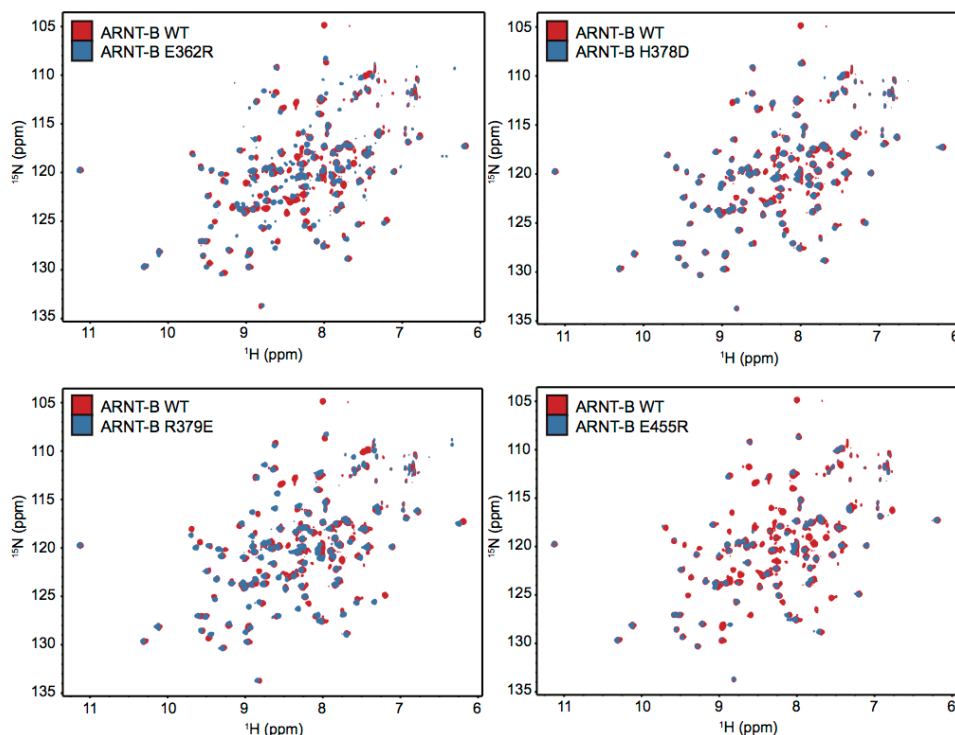 ARNT-B WT
ARNT-B E362R
105
110
115
120
125
130
135
¹⁵N (ppm)
11 10 9 8 7 6
¹H (ppm)
ARNT-B WT
ARNT-B H378D
105
110
115
120
125
130
135
¹⁵N (ppm)
11 10 9 8 7 6
¹H (ppm)
ARNT-B WT
ARNT-B R379E
105
110
115
120
125
130
135
¹⁵N (ppm)
11 10 9 8 7 6
¹H (ppm)
ARNT-B WT
ARNT-B E455R
105
110
115
120
125
130
135
¹⁵N (ppm)
11 10 9 8 7 6
¹H (ppm)